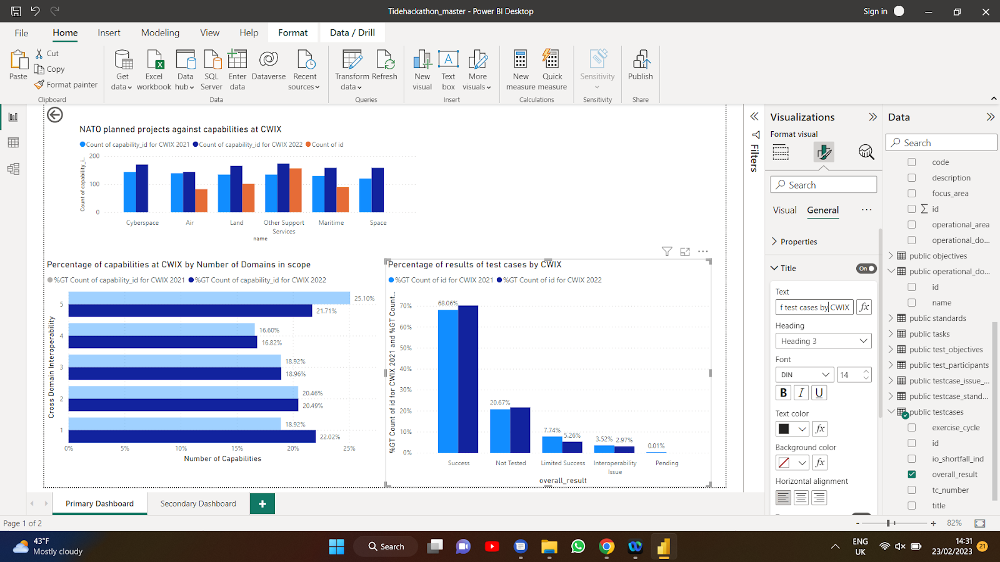 Tidehackathon_master - Power BI Desktop
Sign in
File Home Insert Modeling View Help Format Data / Drill
Paste
Cut
Copy
Format painter
Clipboard
Get data
Excel workbook
Data hub
SQL Server
Enter data
Dataverse
Recent sources
Data
Transform data
Refresh
Queries
New visual
Text box
More visuals
Insert
New measure
Quick measure
Calculations
Sensitivity
Sensitivity
Publish
Share
NATO planned projects against capabilities at CWIX
Count of capability_id for CWIX 2021 Count of capability_id for CWIX 2022 Count of id
Count of capability_i...
200
100
0
Cyberspace Air Land Other Support Services Maritime Space
name
Percentage of capabilities at CWIX by Number of Domains in scope
%GT Count of capability_id for CWIX 2021 %GT Count of capability_id for CWIX 2022
Cross Domain Interoperability
5 25.10%
21.71%
4 16.60%
16.82%
3 18.92%
18.96%
2 20.46%
20.49%
1 18.92%
22.02%
0% 5% 10% 15% 20% 25%
Number of Capabilities
Percentage of results of test cases by CWIX
%GT Count of id for CWIX 2021 %GT Count of id for CWIX 2022
%GT Count of id for CWIX 2021 and %GT Count...
70%
60%
50%
40%
30%
20%
10%
0%
68.06%
20.67%
7.74% 5.26%
3.52% 2.97%
0.01%
Success Not Tested Limited Success Interoperability Issue Pending
overall_result
Filters
Visualizations
Format visual
Search
Visual General ...
Properties
Title On
Text
f test cases by CWIX fx
Heading
Heading 3
Font
DIN 14
B I U
Text color
fx
Background color
fx
Horizontal alignment
Data
Search
code
description
focus_area
id
operational_area
operational_do...
public objectives
public operational_do...
id
name
public standards
public tasks
public test_objectives
public test_participants
public testcase_issue_...
public testcase_stand...
public testcases
exercise_cycle
id
io_shortfall_ind
overall_result
tc_number
title
Primary Dashboard Secondary Dashboard +
Page 1 of 2
- + 82%
43°F
Mostly cloudy
Search
ENG
UK
14:31
23/02/2023
21